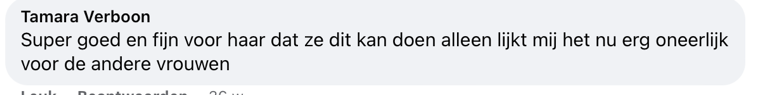 Tamara Verboon
Super goed en fijn voor haar dat ze dit kan doen alleen lijkt mij het nu erg oneerlijk
voor de andere vrouwen